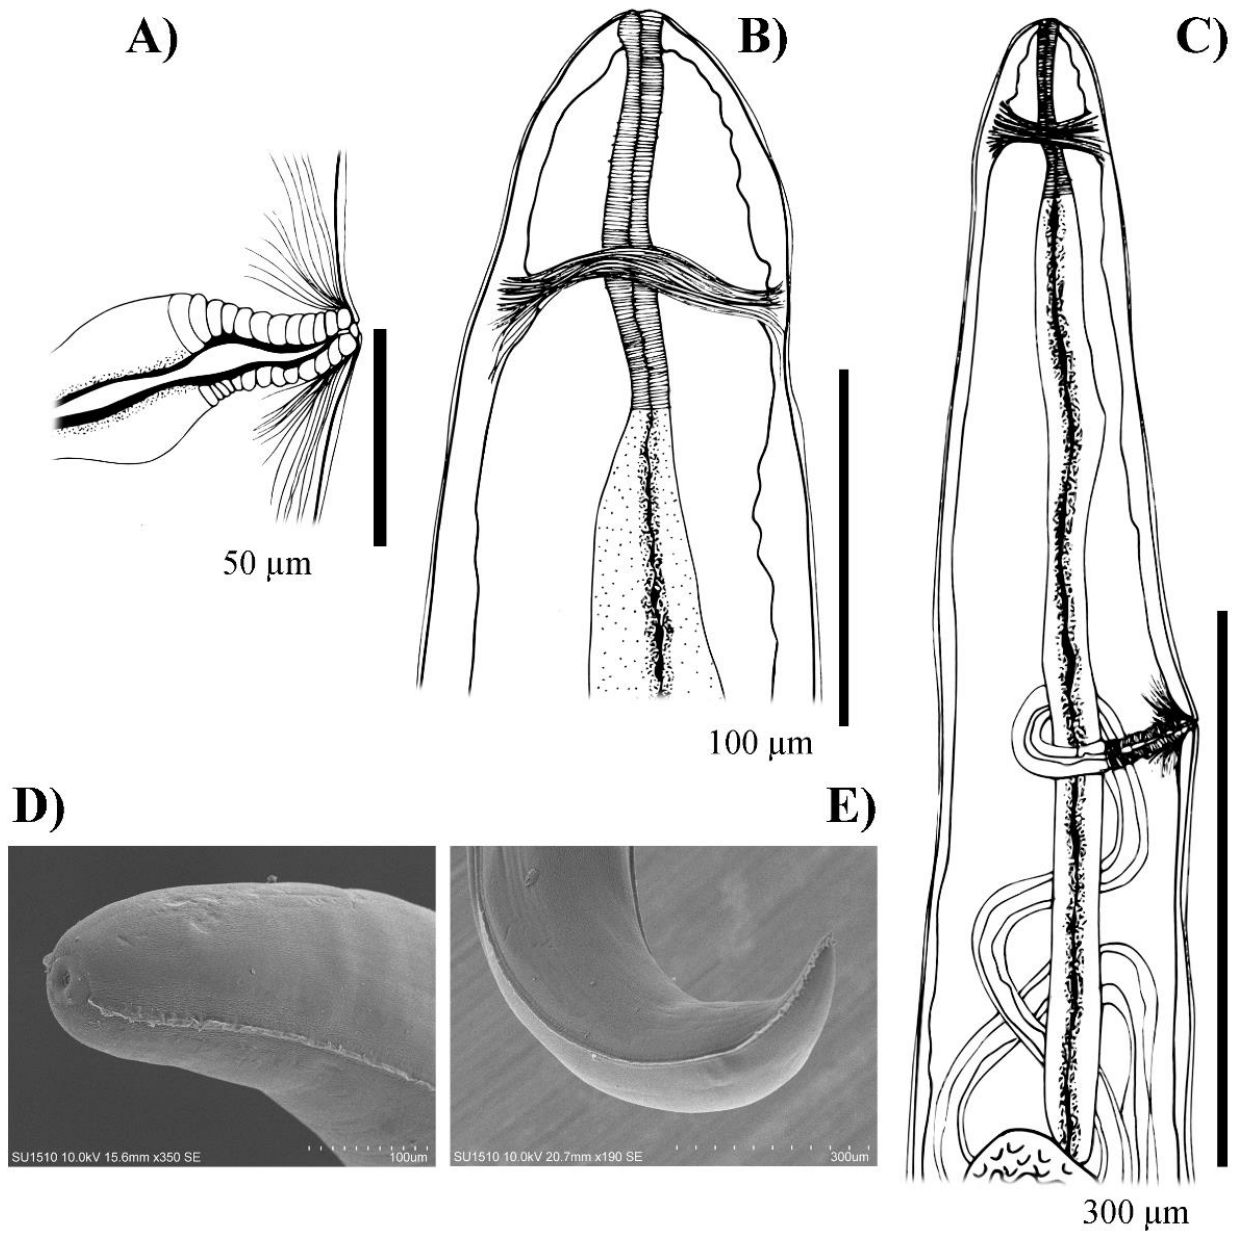 A)
B)
C)
50 µm
100 µm
D)
E)
SU1510 10.0kV 15.6mm x350 SE
100um
SU1510 10.0kV 20.7mm x190 SE
300um
300 µm